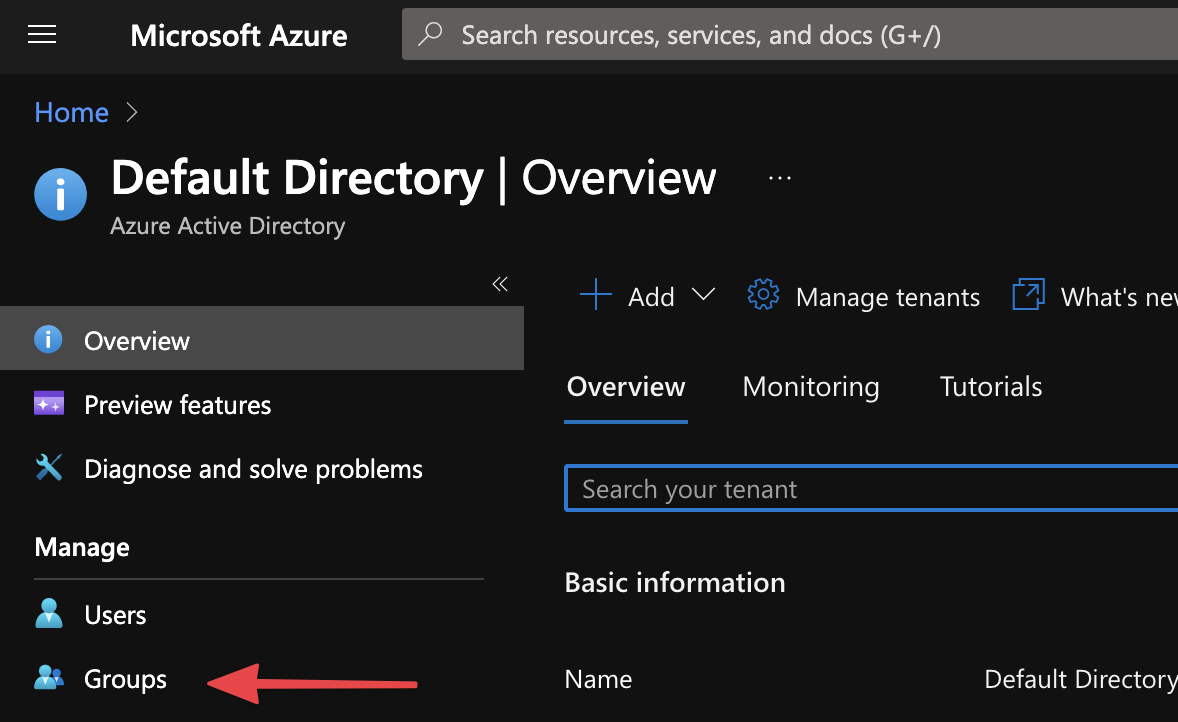 Microsoft Azure
Search resources, services, and docs (G+/)
Home
Default Directory | Overview
Azure Active Directory
Overview
Preview features
Diagnose and solve problems
Manage
Users
Groups
Add
Manage tenants
What's new
Overview
Monitoring
Tutorials
Search your tenant
Basic information
Name
Default Directory